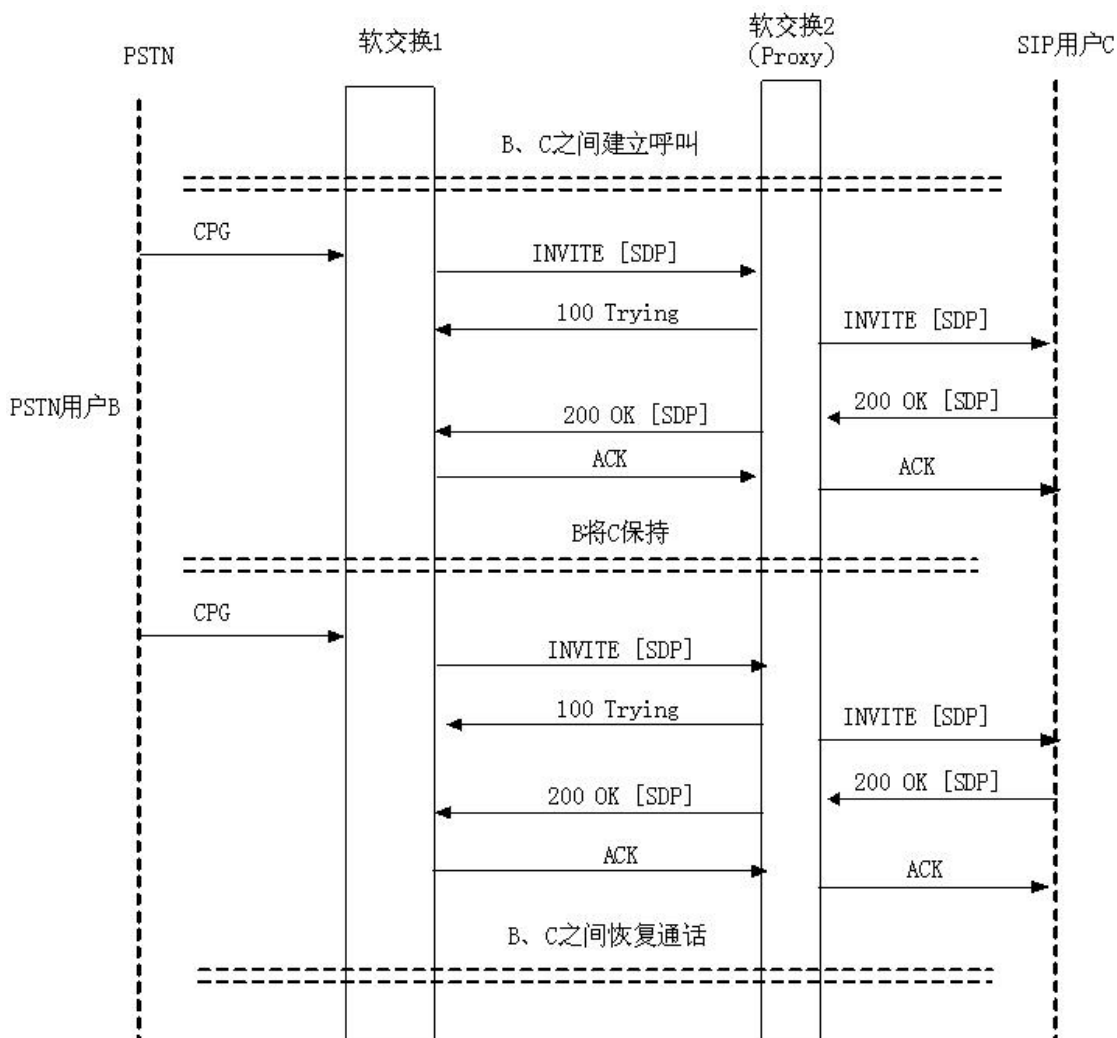 PSTN
软交换1
软交换2
(Proxy)
SIP用户C
B、C之间建立呼叫
CPG
INVITE [SDP]
100 Trying
INVITE [SDP]
PSTN用户B
200 OK [SDP]
200 OK [SDP]
ACK
ACK
B将C保持
CPG
INVITE [SDP]
100 Trying
INVITE [SDP]
200 OK [SDP]
200 OK [SDP]
ACK
ACK
B、C之间恢复通话